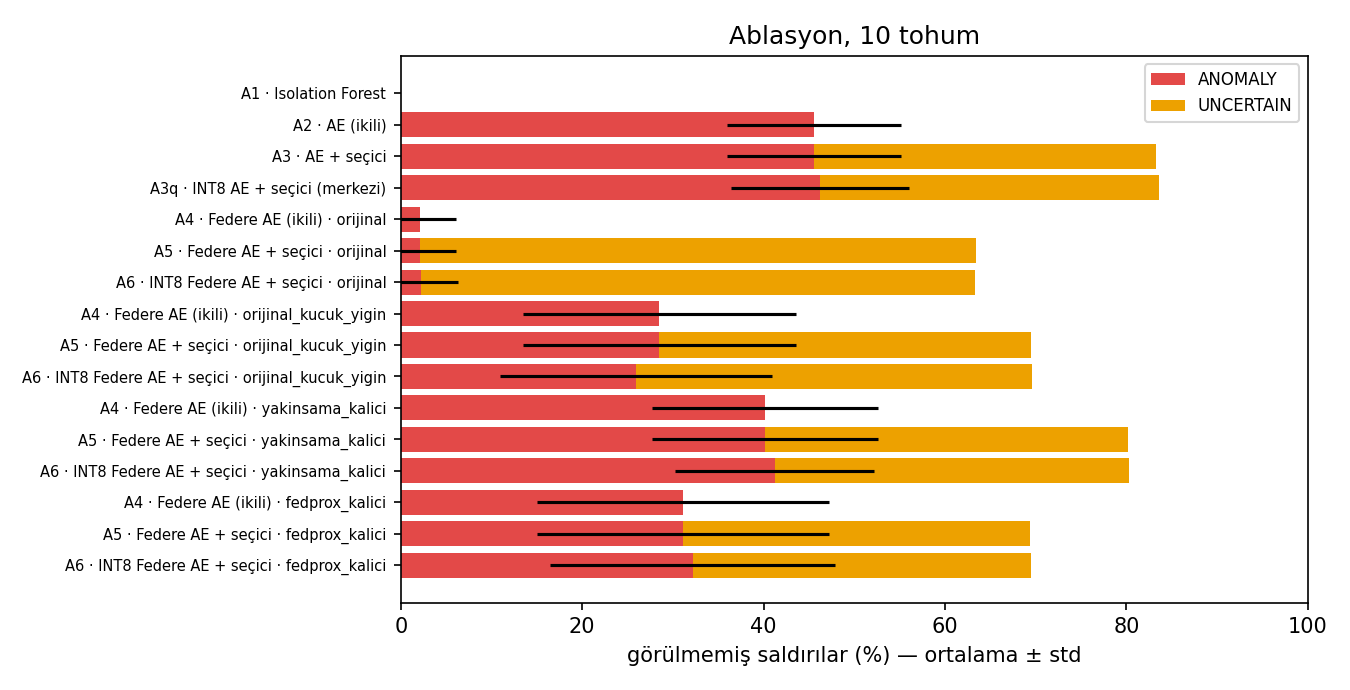 Ablasyon, 10 tohum
ANOMALY
UNCERTAIN
A1 · Isolation Forest
A2 · AE (ikili)
A3 · AE + seçici
A3q · INT8 AE + seçici (merkezi)
A4 · Federe AE (ikili) · orijinal
A5 · Federe AE + seçici · orijinal
A6 · INT8 Federe AE + seçici · orijinal
A4 · Federe AE (ikili) · orijinal_kucuk_yigin
A5 · Federe AE + seçici · orijinal_kucuk_yigin
A6 · INT8 Federe AE + seçici · orijinal_kucuk_yigin
A4 · Federe AE (ikili) · yakinsama_kalici
A5 · Federe AE + seçici · yakinsama_kalici
A6 · INT8 Federe AE + seçici · yakinsama_kalici
A4 · Federe AE (ikili) · fedprox_kalici
A5 · Federe AE + seçici · fedprox_kalici
A6 · INT8 Federe AE + seçici · fedprox_kalici
0 20 40 60 80 100
görülmemiş saldırılar (%) — ortalama ± std